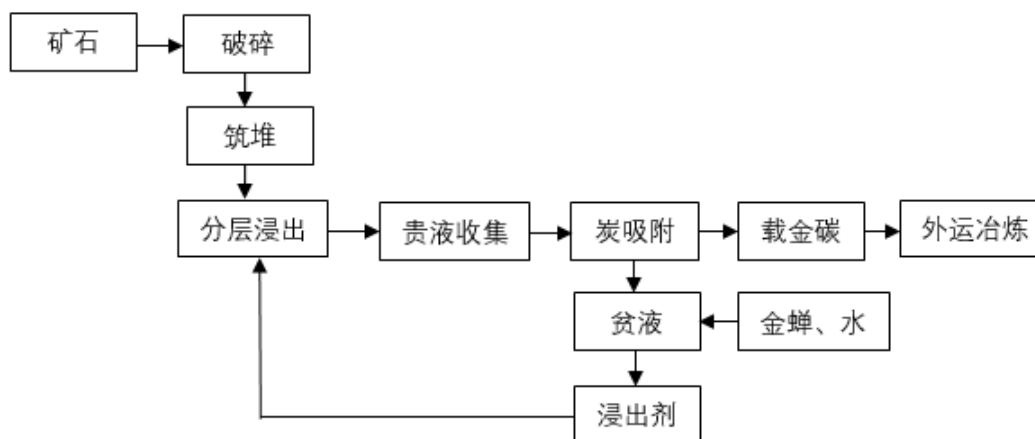 矿石
破碎
筑堆
分层浸出
贵液收集
炭吸附
载金碳
外运冶炼
贫液
金蝉、水
浸出剂